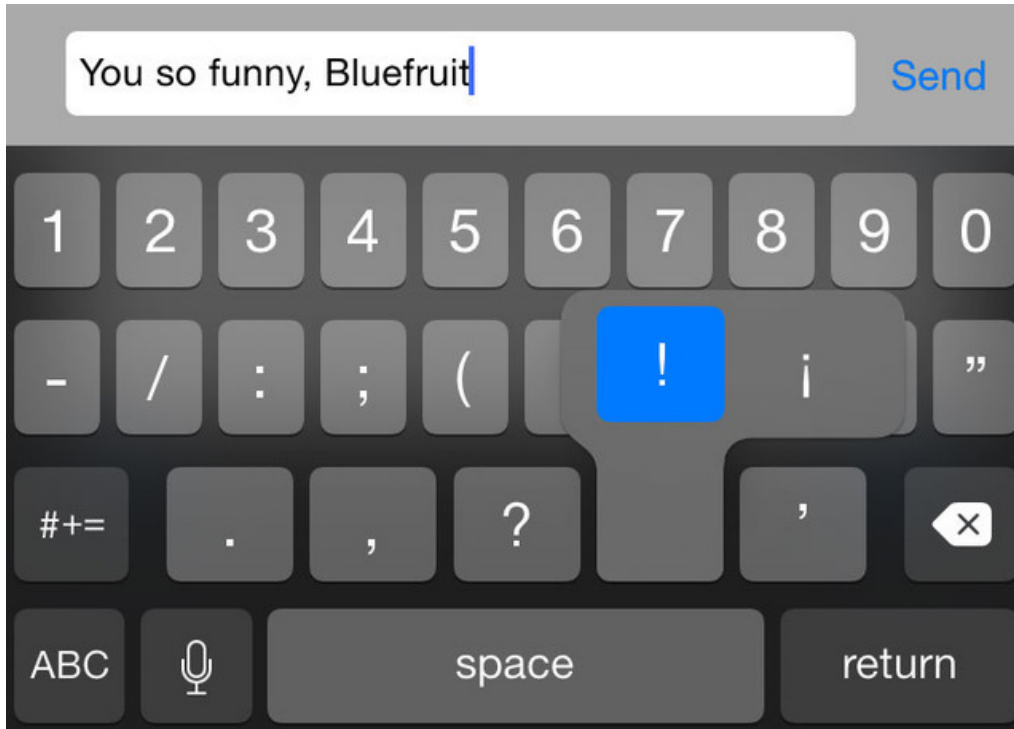 You so funny, Bluefruit Send
1 2 3 4 5 6 7 8 9 0
- / : ; ( ! ¡ ”
#+= . , ? ’
ABC space return